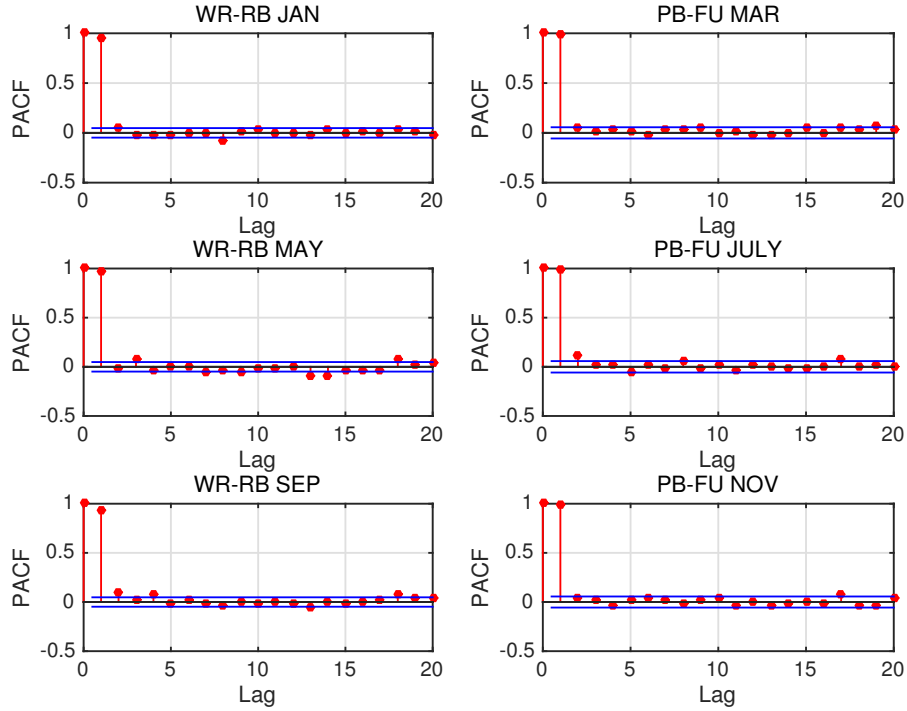 WR-RB JAN
PACF
1
0.5
0
-0.5
0 5 10 15 20
Lag
PB-FU MAR
PACF
1
0.5
0
-0.5
0 5 10 15 20
Lag
WR-RB MAY
PACF
1
0.5
0
-0.5
0 5 10 15 20
Lag
PB-FU JULY
PACF
1
0.5
0
-0.5
0 5 10 15 20
Lag
WR-RB SEP
PACF
1
0.5
0
-0.5
0 5 10 15 20
Lag
PB-FU NOV
PACF
1
0.5
0
-0.5
0 5 10 15 20
Lag